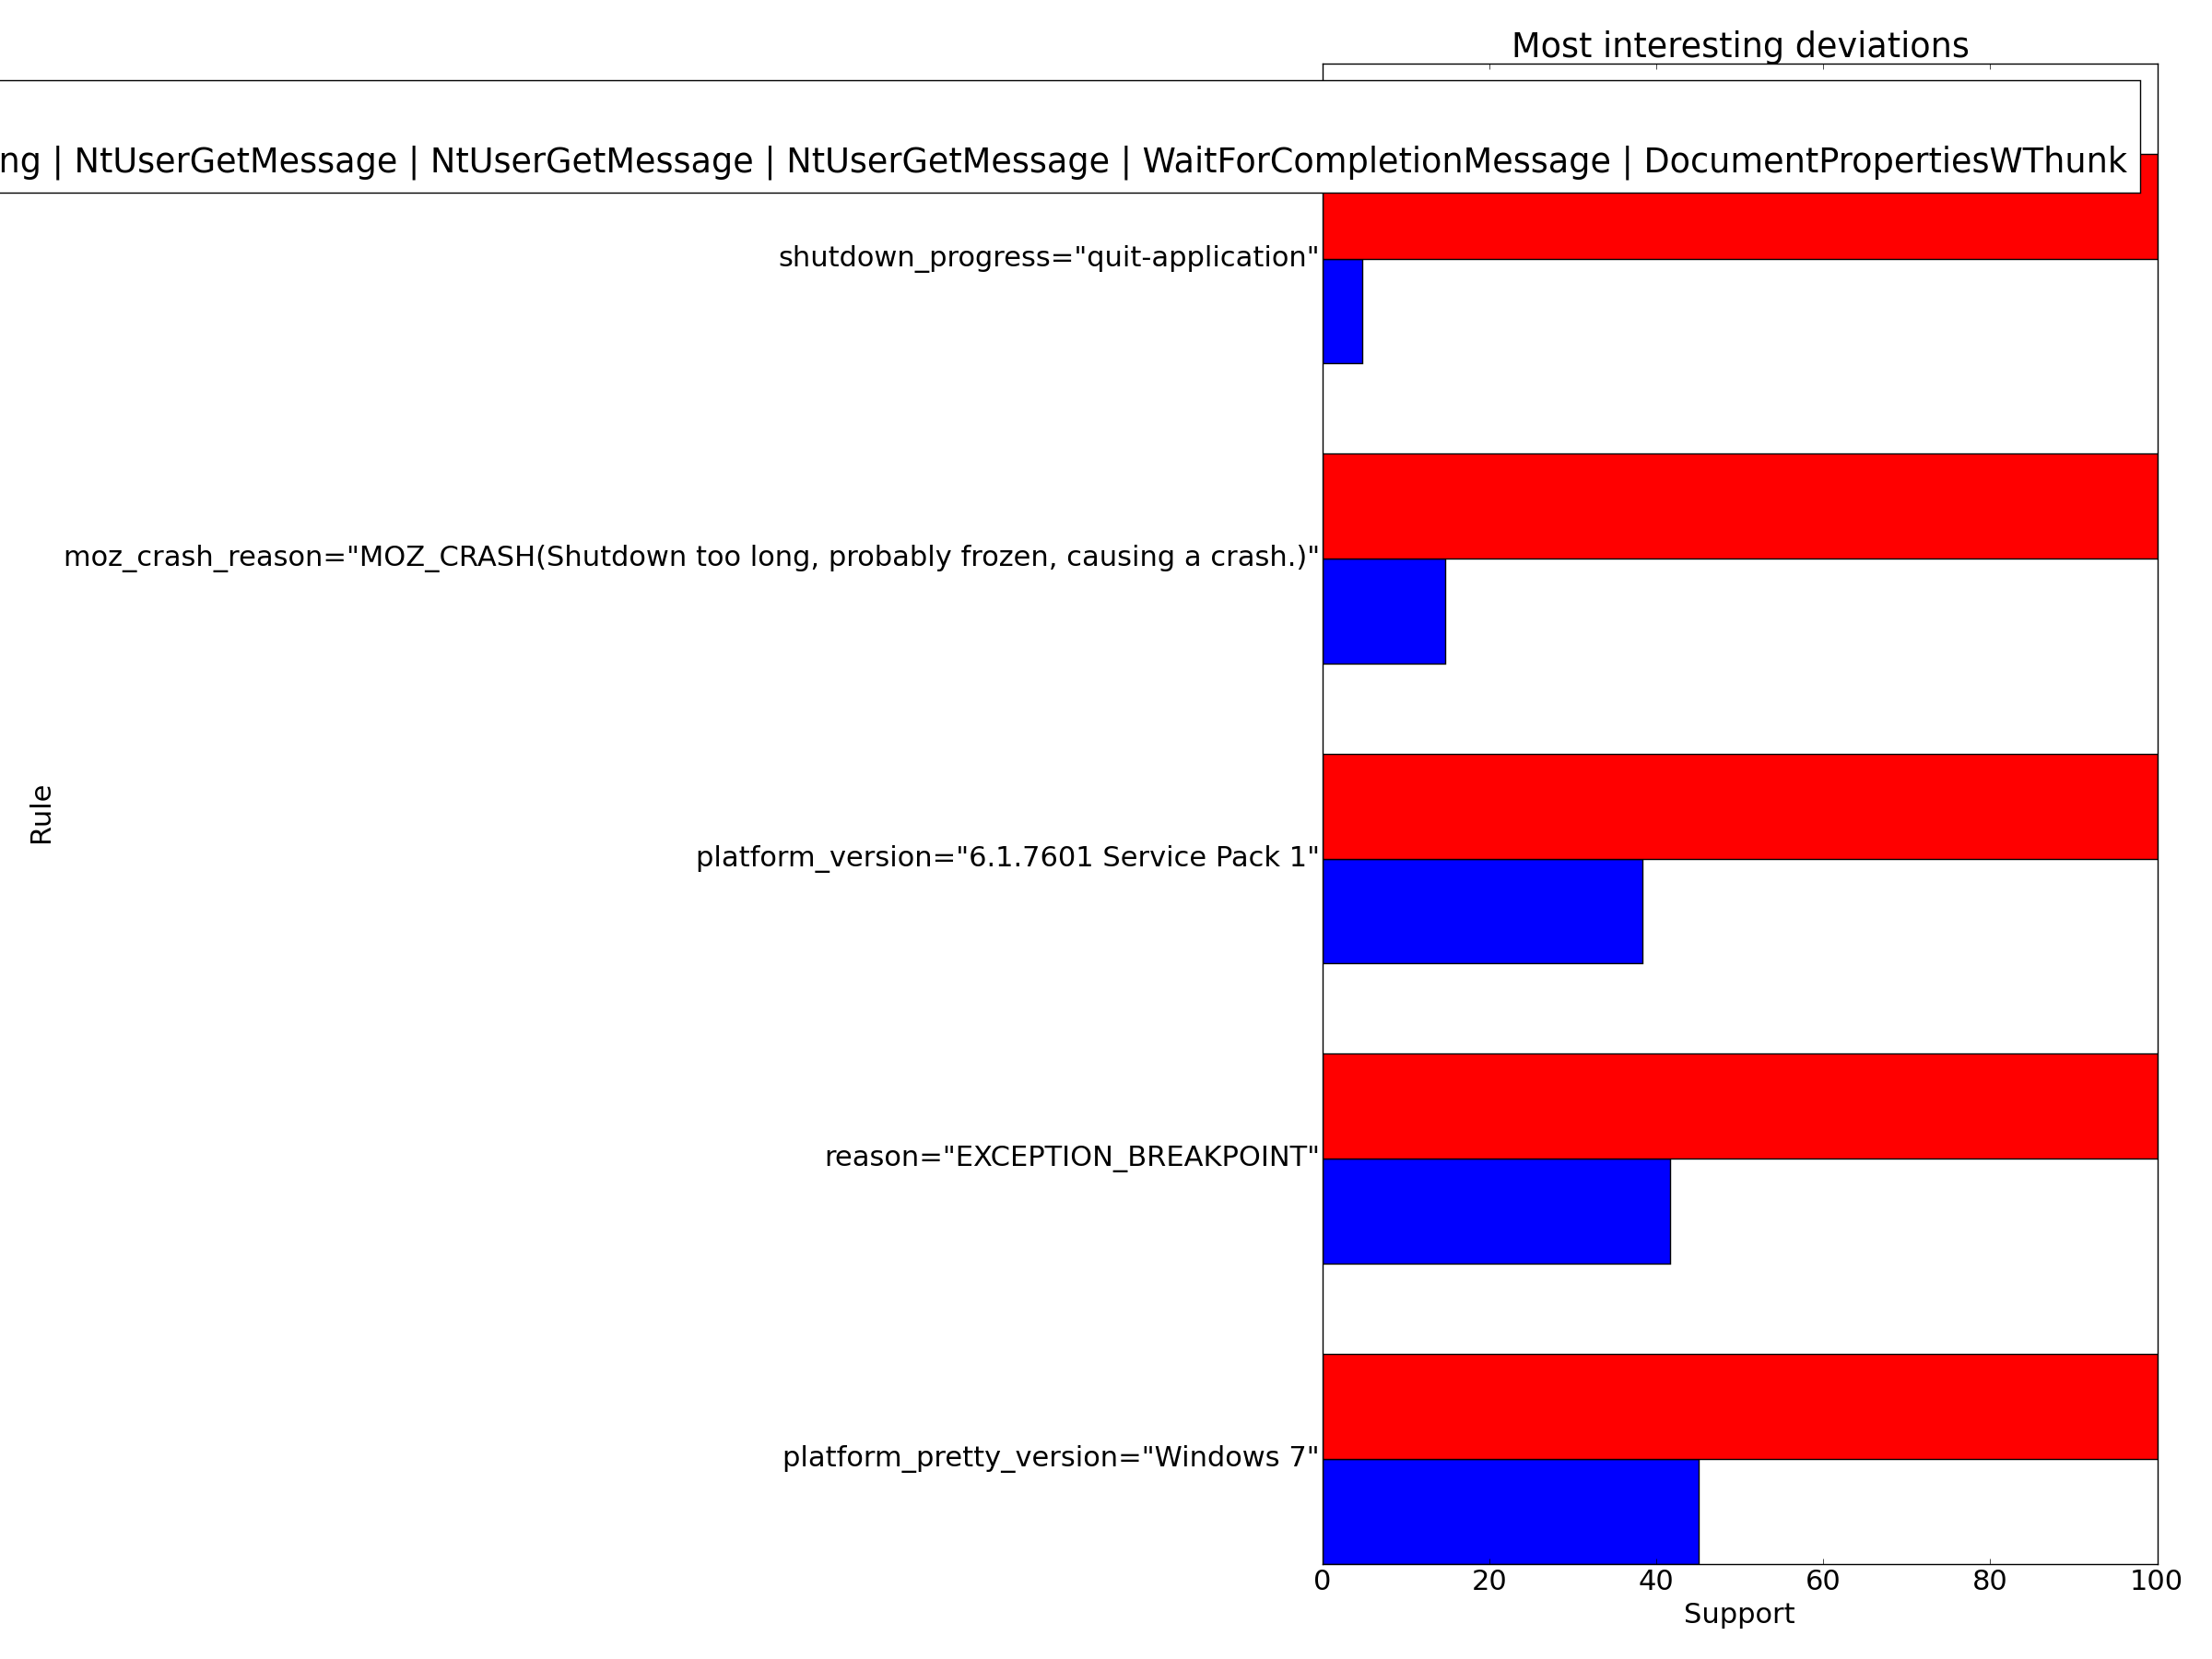 Most interesting deviations
ng | NtUserGetMessage | NtUserGetMessage | NtUserGetMessage | WaitForCompletionMessage | DocumentPropertiesWThunk
shutdown_progress="quit-application"
moz_crash_reason="MOZ_CRASH(Shutdown too long, probably frozen, causing a crash.)"
Rule
platform_version="6.1.7601 Service Pack 1"
reason="EXCEPTION_BREAKPOINT"
platform_pretty_version="Windows 7"
0 20 40 60 80 100
Support